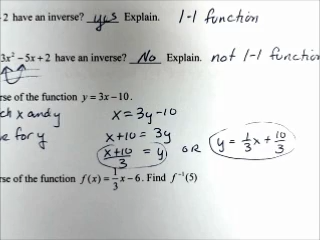 2 have an inverse? yes Explain. 1-1 function
3x² - 5x + 2 have an inverse? No Explain. not 1-1 function
rse of the function y = 3x - 10.
ch x and y x = 3y - 10
e for y x + 10 = 3y
(x+10)/3 = y OR y = 1/3 x + 10/3
rse of the function f(x) = 1/3 x - 6. Find f⁻¹(5)